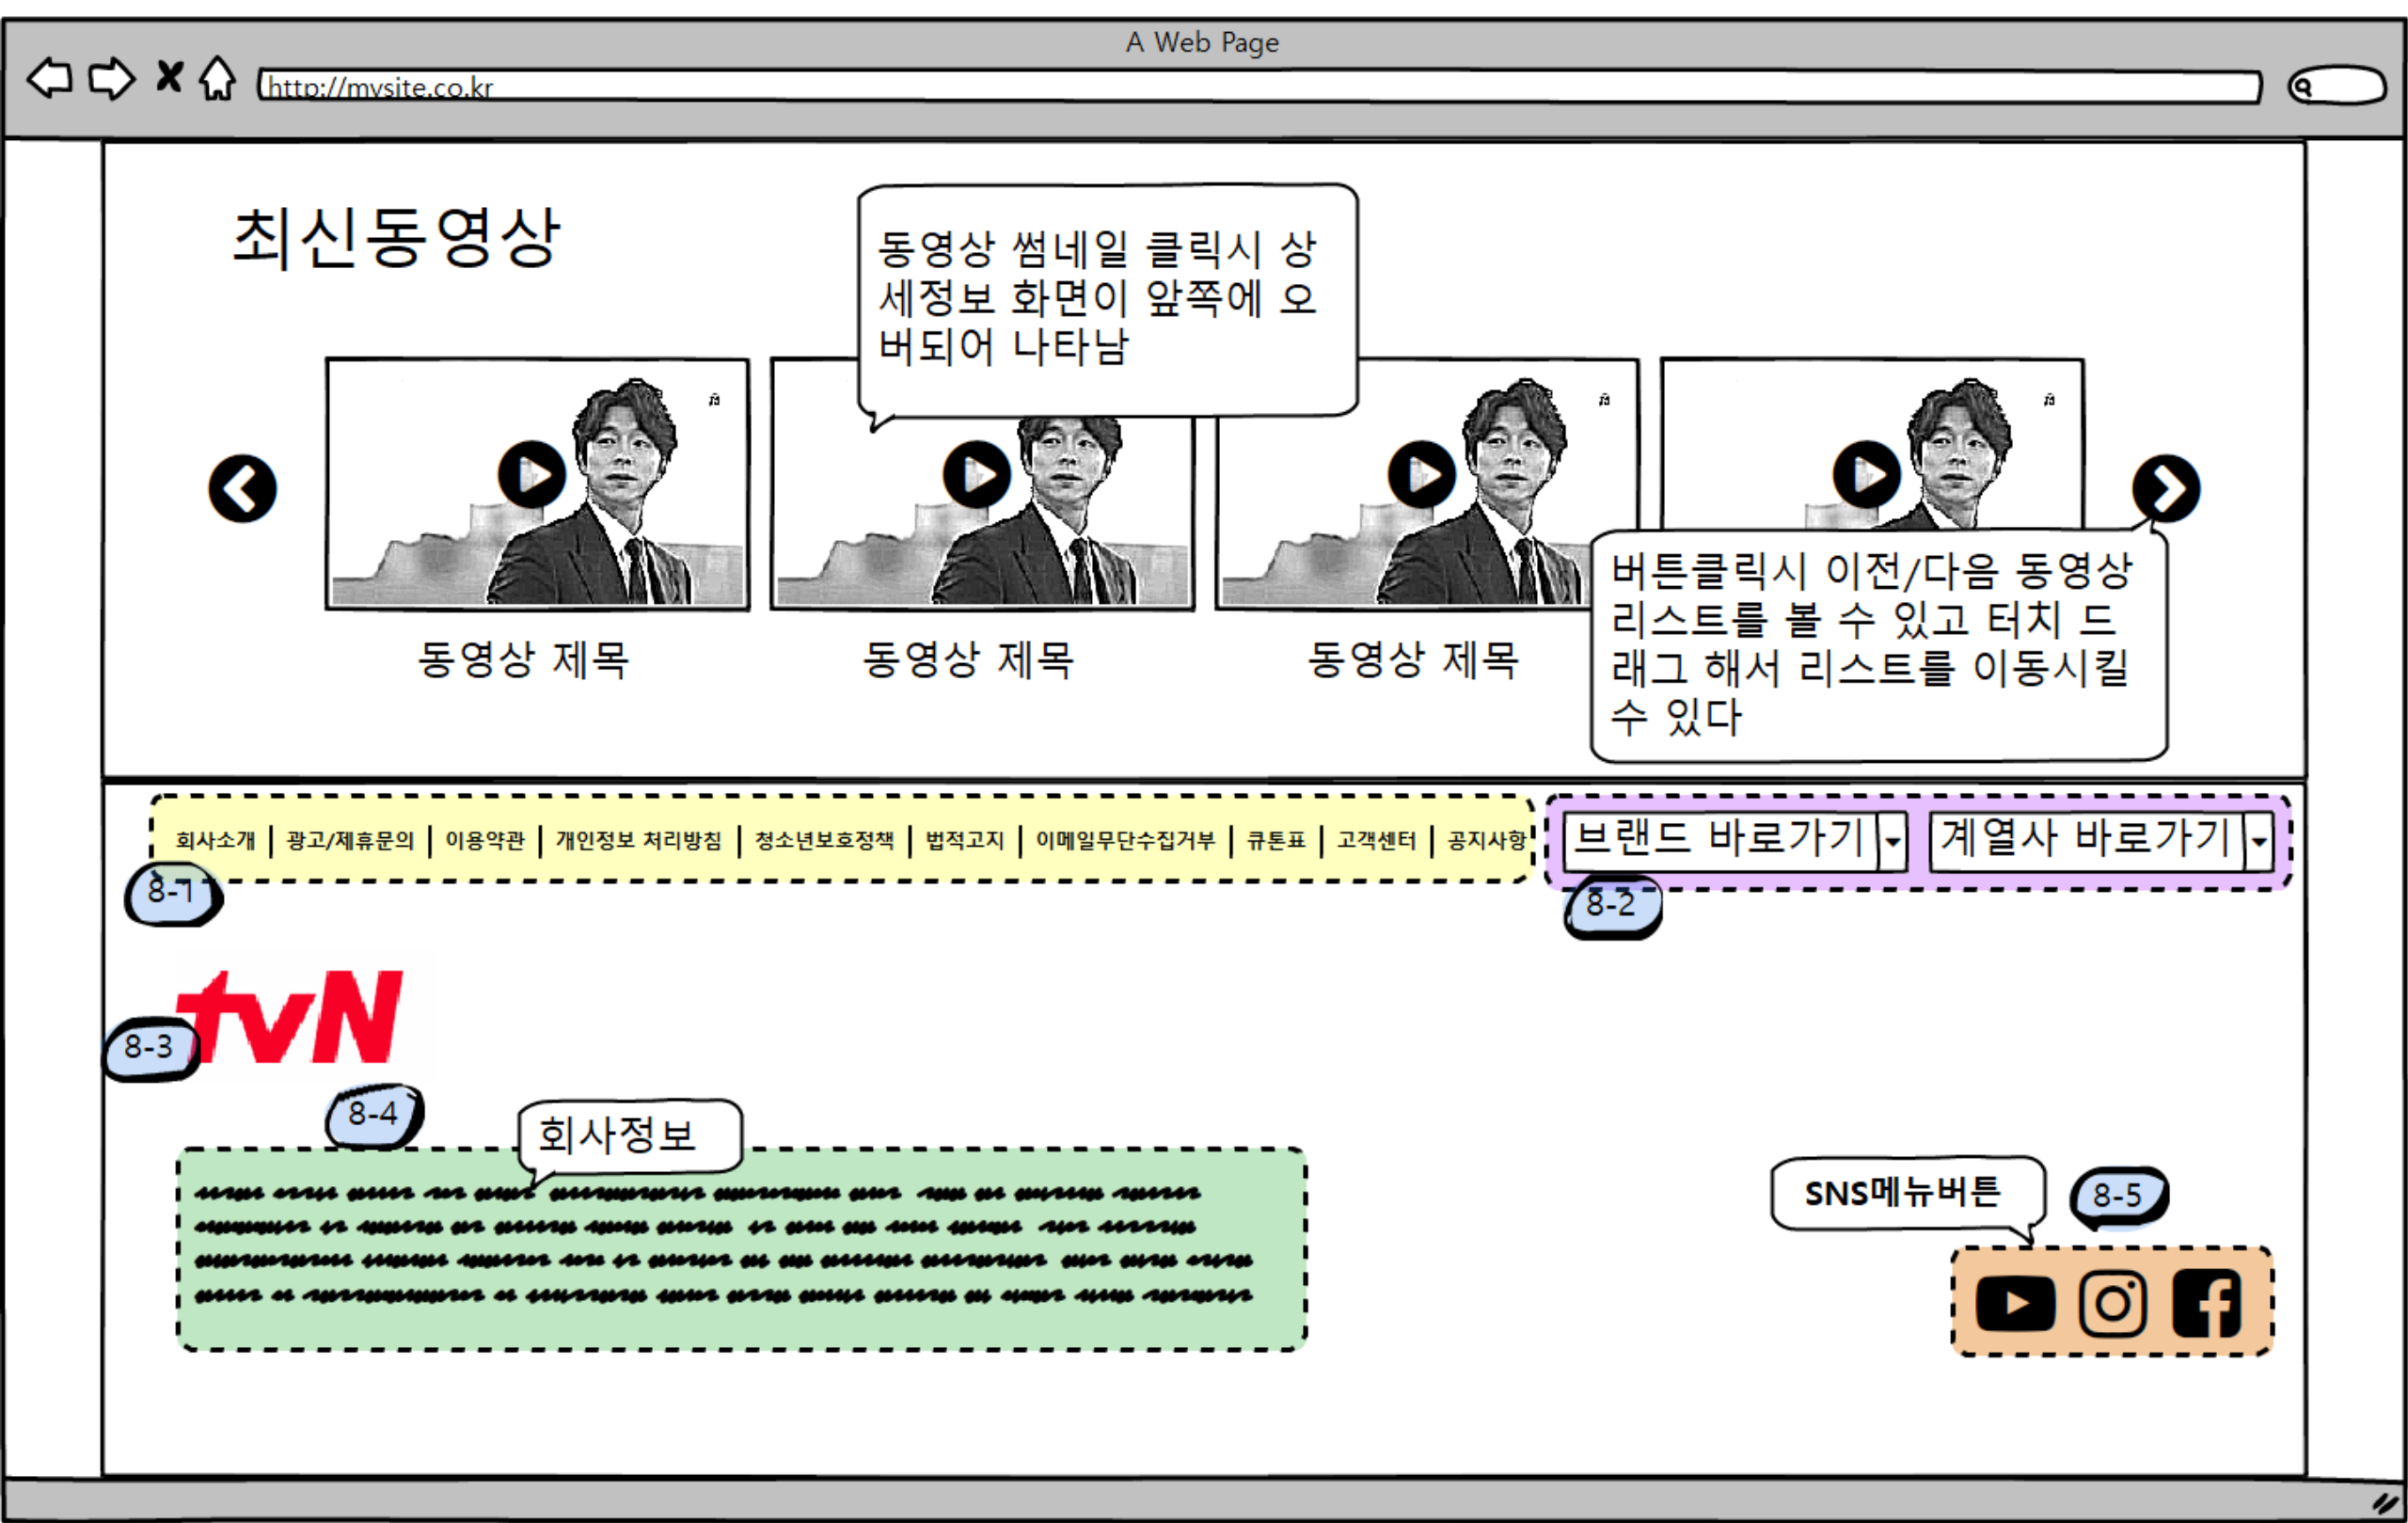 A Web Page
http://mysite.co.kr
최신동영상
동영상 썸네일 클릭시 상
세정보 화면이 앞쪽에 오
버되어 나타남
동영상 제목
동영상 제목
동영상 제목
버튼클릭시 이전/다음 동영상
리스트를 볼 수 있고 터치 드
래그 해서 리스트를 이동시킬
수 있다
회사소개 | 광고/제휴문의 | 이용약관 | 개인정보 처리방침 | 청소년보호정책 | 법적고지 | 이메일무단수집거부 | 큐톤표 | 고객센터 | 공지사항
브랜드 바로가기
계열사 바로가기
8-1
8-2
tvN
8-3
8-4
회사정보
SNS메뉴버튼
8-5